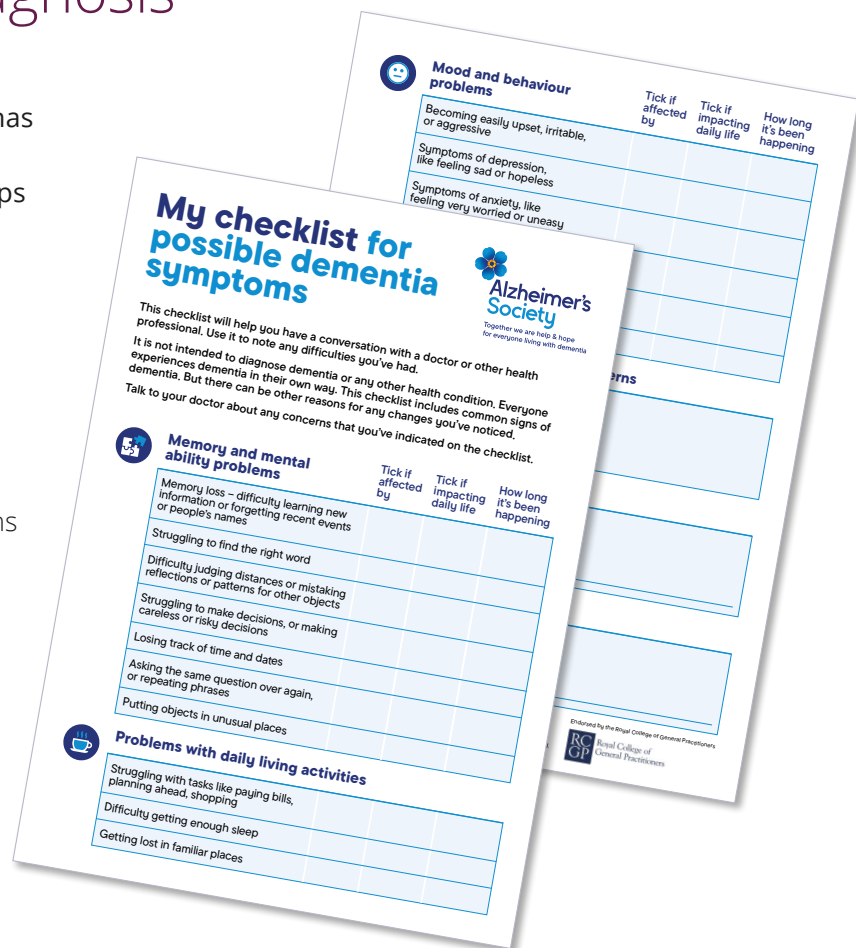 has
ps
ns
My checklist for
possible dementia
symptoms
Alzheimer's
Society
Together we are help & hope
for everyone living with dementia
This checklist will help you have a conversation with a doctor or other health
professional. Use it to note any difficulties you've had.
It is not intended to diagnose dementia or any other health condition. Everyone
experiences dementia in their own way. This checklist includes common signs of
dementia. But there can be other reasons for any changes you've noticed.
Talk to your doctor about any concerns that you've indicated on the checklist.
Memory and mental
ability problems
Tick if
affected
by
Tick if
impacting
daily life
How long
it's been
happening
Memory loss – difficulty learning new
information or forgetting recent events
or people's names
Struggling to find the right word
Difficulty judging distances or mistaking
reflections or patterns for other objects
Struggling to make decisions, or making
careless or risky decisions
Losing track of time and dates
Asking the same question over again,
or repeating phrases
Putting objects in unusual places
Problems with daily living activities
Struggling with tasks like paying bills,
planning ahead, shopping
Difficulty getting enough sleep
Getting lost in familiar places
Mood and behaviour
problems
Tick if
affected
by
Tick if
impacting
daily life
How long
it's been
happening
Becoming easily upset, irritable,
or aggressive
Symptoms of depression,
like feeling sad or hopeless
Symptoms of anxiety, like
feeling very worried or uneasy
erns
Endorsed by the Royal College of General Practitioners
RC
GP
Royal College of
General Practitioners